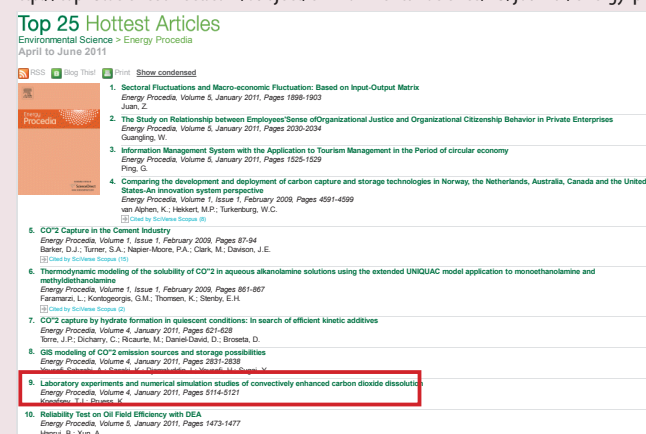 Top 25 Hottest Articles
Environmental Science > Energy Procedia
April to June 2011
RSS Blog This! Print Show condensed
Energy
Procedia
1. Sectoral Fluctuations and Macro-economic Fluctuation: Based on Input-Output Matrix
Energy Procedia, Volume 5, January 2011, Pages 1898-1903
Juan, Z.
2. The Study on Relationship between Employees'Sense ofOrganizational Justice and Organizational Citizenship Behavior in Private Enterprises
Energy Procedia, Volume 5, January 2011, Pages 2030-2034
Guangling, W.
3. Information Management System with the Application to Tourism Management in the Period of circular economy
Energy Procedia, Volume 5, January 2011, Pages 1525-1529
Ping, G.
4. Comparing the development and deployment of carbon capture and storage technologies in Norway, the Netherlands, Australia, Canada and the United
States-An innovation system perspective
Energy Procedia, Volume 1, Issue 1, February 2009, Pages 4591-4599
van Alphen, K.; Hekkert, M.P.; Turkenburg, W.C.
Cited by SciVerse Scopus (8)
5. CO"2 Capture in the Cement Industry
Energy Procedia, Volume 1, Issue 1, February 2009, Pages 87-94
Barker, D.J.; Turner, S.A.; Napier-Moore, P.A.; Clark, M.; Davison, J.E.
Cited by SciVerse Scopus (15)
6. Thermodynamic modeling of the solubility of CO"2 in aqueous alkanolamine solutions using the extended UNIQUAC model application to monoethanolamine and
methyldiethanolamine
Energy Procedia, Volume 1, Issue 1, February 2009, Pages 861-867
Faramarzi, L.; Kontogeorgis, G.M.; Thomsen, K.; Stenby, E.H.
Cited by SciVerse Scopus (2)
7. CO"2 capture by hydrate formation in quiescent conditions: In search of efficient kinetic additives
Energy Procedia, Volume 4, January 2011, Pages 621-628
Torre, J.P.; Dicharry, C.; Ricaurte, M.; Daniel-David, D.; Broseta, D.
8. GIS modeling of CO"2 emission sources and storage possibilities
Energy Procedia, Volume 4, January 2011, Pages 2831-2838
9. Laboratory experiments and numerical simulation studies of convectively enhanced carbon dioxide dissolution
Energy Procedia, Volume 4, January 2011, Pages 5114-5121
Kneafsey, T.J.; Pruess, K.
10. Reliability Test on Oil Field Efficiency with DEA
Energy Procedia, Volume 5, January 2011, Pages 1473-1477